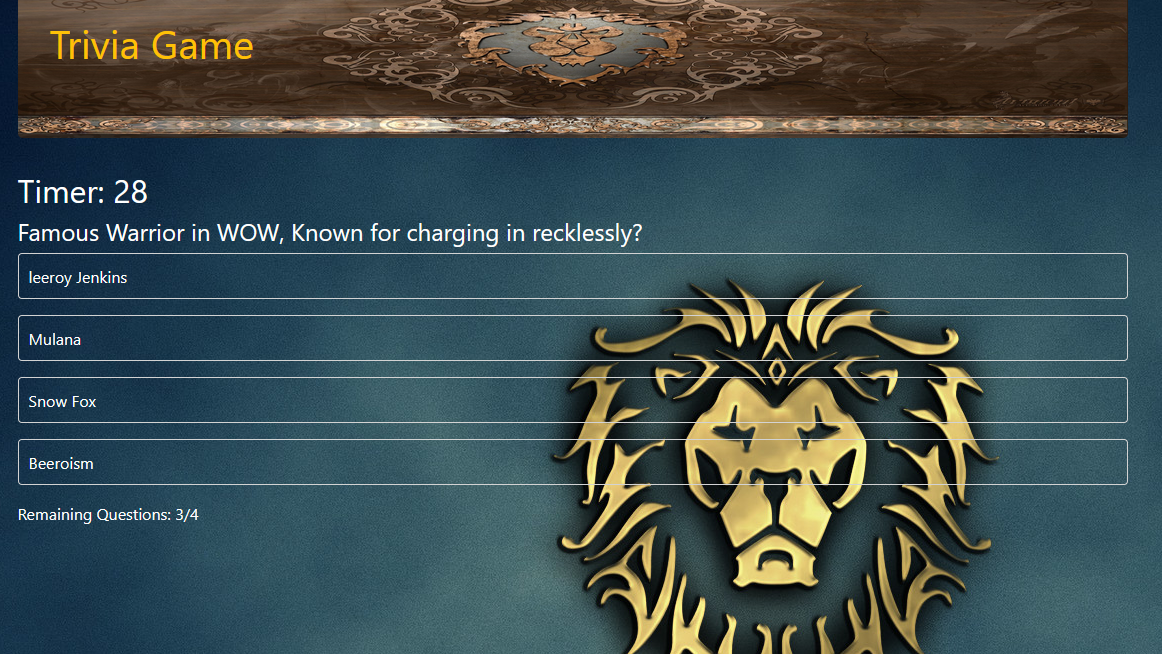 Trivia Game
Timer: 28
Famous Warrior in WOW, Known for charging in recklessly?
leeroy Jenkins
Mulana
Snow Fox
Beeroism
Remaining Questions: 3/4